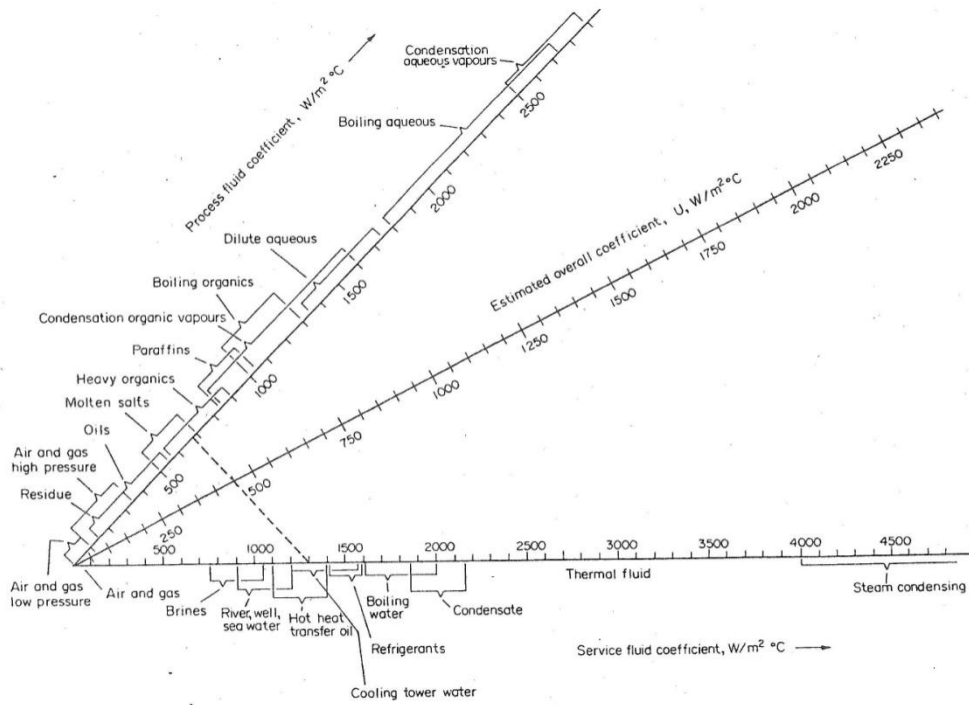 Process fluid coefficient, W/m² °C
Condensation
aqueous vapours
Boiling aqueous
Dilute aqueous
Boiling organics
Condensation organic vapours
Paraffins
Heavy organics
Molten salts
Oils
Air and gas
high pressure
Residue
Air and gas
low pressure
500
1000
1500
2000
2500
Estimated overall coefficient, U, W/m² °C
250
500
750
1000
1250
1500
1750
2000
2250
500
1000
1500
2000
2500
3000
3500
4000
4500
Air and gas
Brines
River, well,
sea water
Hot heat
transfer oil
Cooling tower water
Refrigerants
Boiling
water
Condensate
Thermal fluid
Steam condensing
Service fluid coefficient, W/m² °C